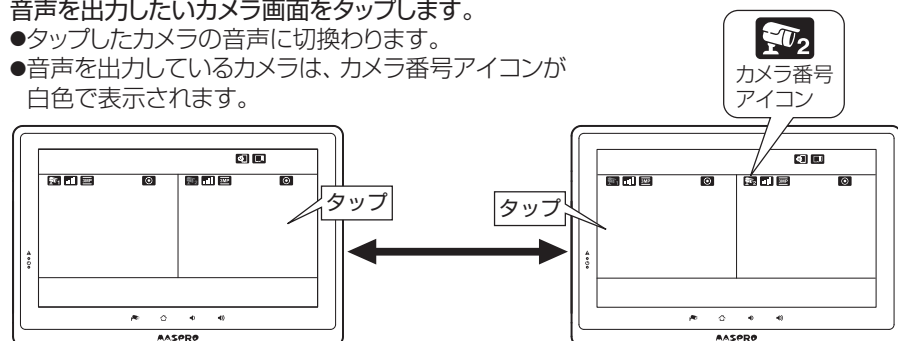 音声を出力したいカメラ画面をタップします。
●タップしたカメラの音声に切換わります。
●音声を出力しているカメラは、カメラ番号アイコンが
白色で表示されます。
2
カメラ番号
アイコン
タップ
タップ
MASPRO
MASPRO